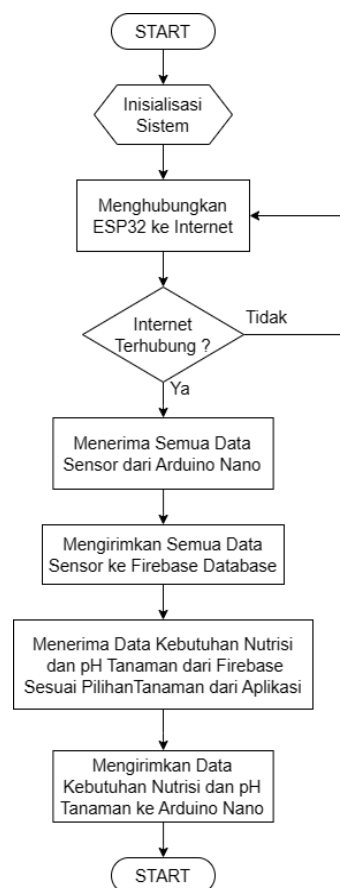 START
Inisialisasi
Sistem
Menghubungkan
ESP32 ke Internet
Internet
Terhubung ?
Tidak
Ya
Menerima Semua Data
Sensor dari Arduino Nano
Mengirimkan Semua Data
Sensor ke Firebase Database
Menerima Data Kebutuhan Nutrisi
dan pH Tanaman dari Firebase
Sesuai PilihanTanaman dari Aplikasi
Mengirimkan Data
Kebutuhan Nutrisi dan pH
Tanaman ke Arduino Nano
START